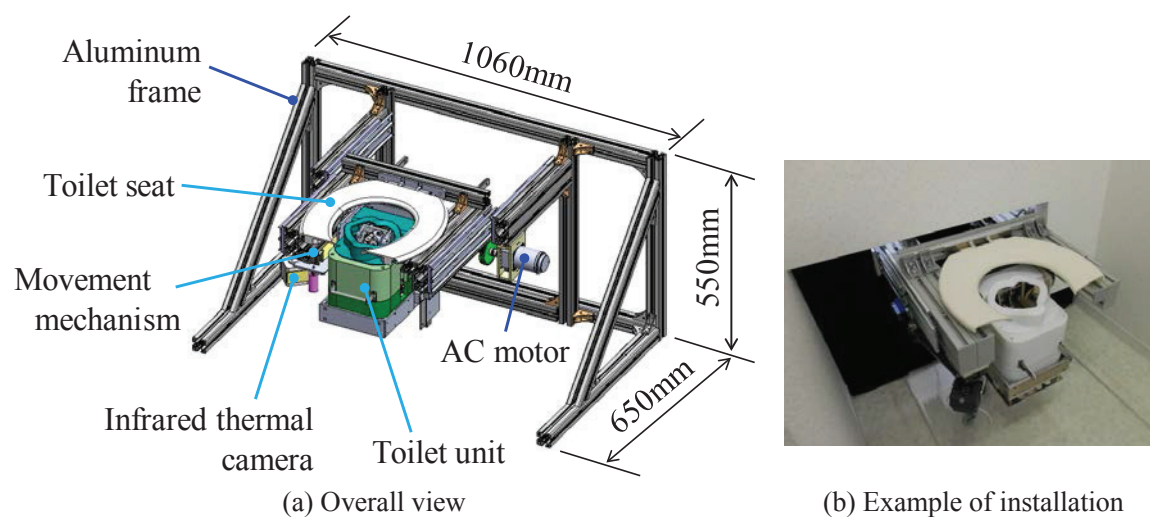 Aluminum
frame
1060mm
Toilet seat
Movement
mechanism
550mm
AC motor
650mm
Infrared thermal
camera
Toilet unit
(a) Overall view
(b) Example of installation